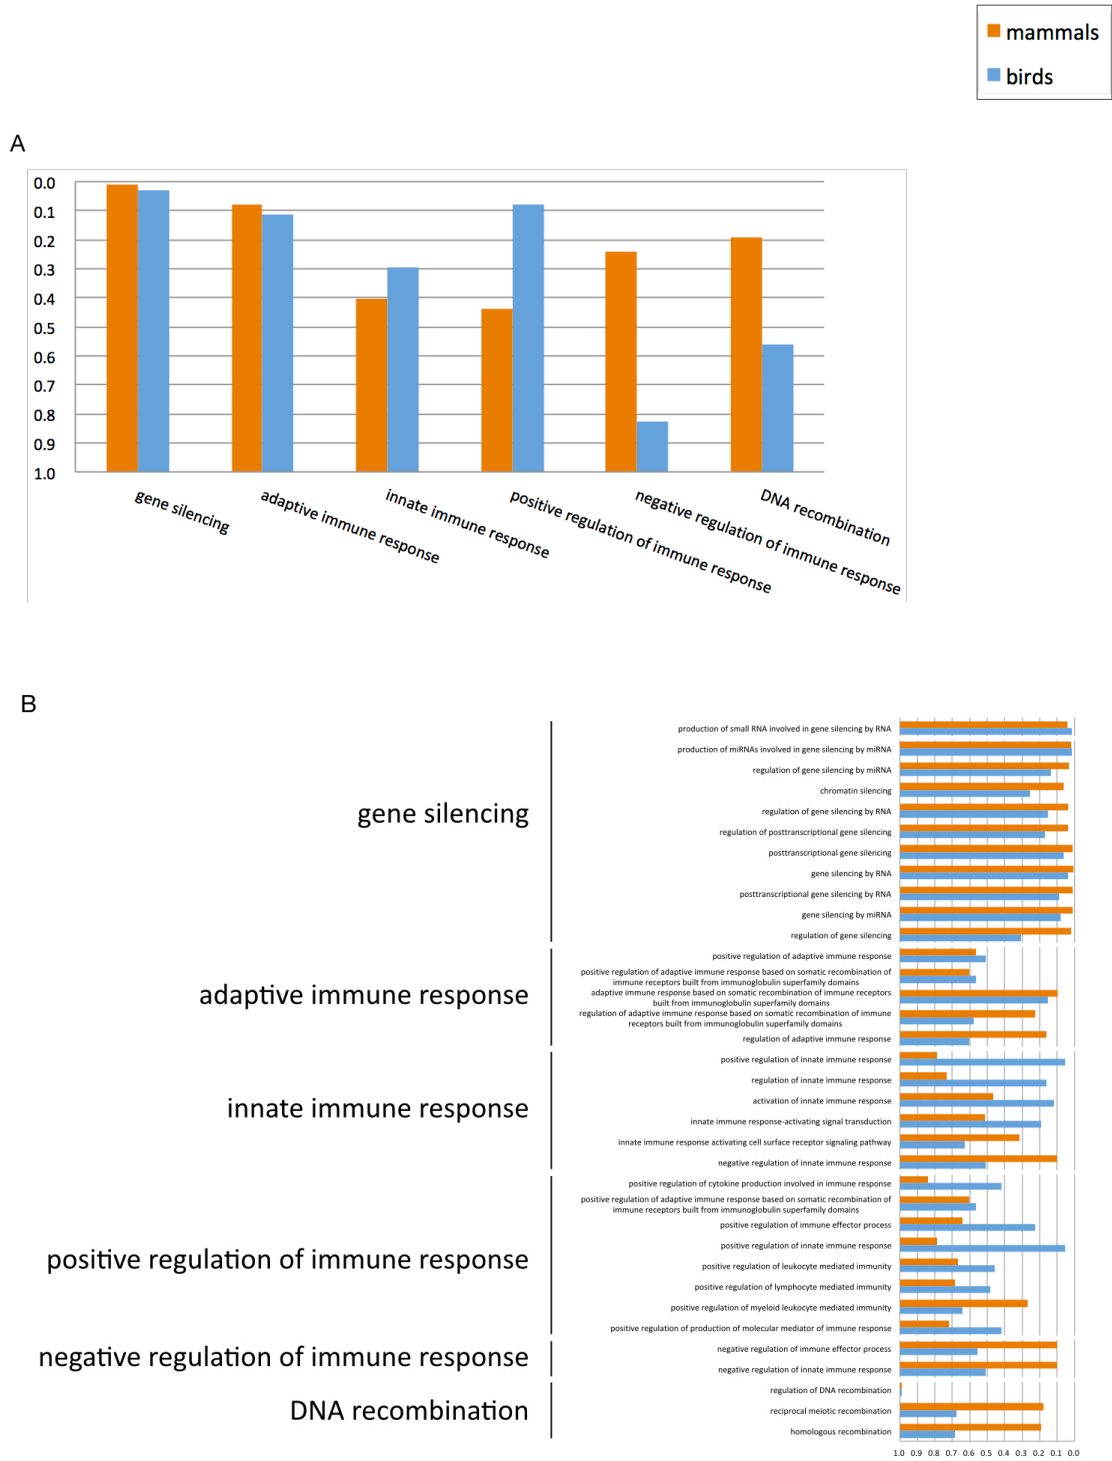 mammals
birds
A
0.0
0.1
0.2
0.3
0.4
0.5
0.6
0.7
0.8
0.9
1.0
gene silencing
adaptive immune response
innate immune response
positive regulation of immune response
negative regulation of immune response
DNA recombination
B
gene silencing
production of small RNA involved in gene silencing by RNA
production of miRNAs involved in gene silencing by miRNA
regulation of gene silencing by miRNA
chromatin silencing
regulation of gene silencing by RNA
regulation of posttranscriptional gene silencing
posttranscriptional gene silencing
gene silencing by RNA
posttranscriptional gene silencing by RNA
gene silencing by miRNA
regulation of gene silencing
adaptive immune response
positive regulation of adaptive immune response
positive regulation of adaptive immune response based on somatic recombination of
immune receptors built from immunoglobulin superfamily domains
adaptive immune response based on somatic recombination of immune receptors
built from immunoglobulin superfamily domains
regulation of adaptive immune response based on somatic recombination of immune
receptors built from immunoglobulin superfamily domains
regulation of adaptive immune response
innate immune response
positive regulation of innate immune response
regulation of innate immune response
activation of innate immune response
innate immune response-activating signal transduction
innate immune response activating cell surface receptor signaling pathway
negative regulation of innate immune response
positive regulation of immune response
positive regulation of cytokine production involved in immune response
positive regulation of adaptive immune response based on somatic recombination of
immune receptors built from immunoglobulin superfamily domains
positive regulation of immune effector process
positive regulation of innate immune response
positive regulation of leukocyte mediated immunity
positive regulation of lymphocyte mediated immunity
positive regulation of myeloid leukocyte mediated immunity
positive regulation of production of molecular mediator of immune response
negative regulation of immune response
negative regulation of immune effector process
negative regulation of innate immune response
DNA recombination
regulation of DNA recombination
reciprocal meiotic recombination
homologous recombination
1.0 0.9 0.8 0.7 0.6 0.5 0.4 0.3 0.2 0.1 0.0